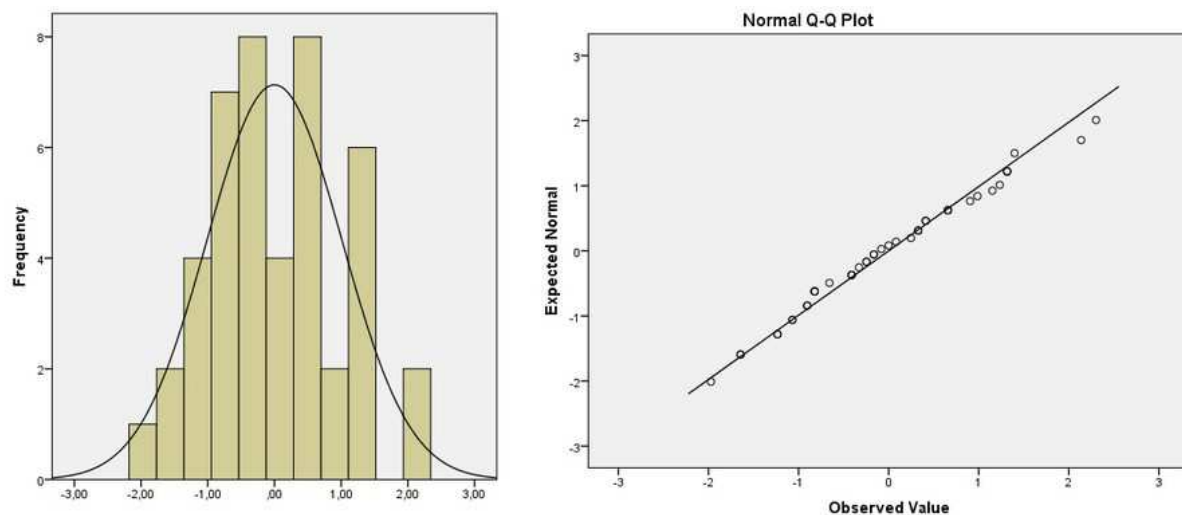 Frequency
8
6
4
2
0
-3,00 -2,00 -1,00 ,00 1,00 2,00 3,00
Normal Q-Q Plot
Expected Normal
3
2
1
0
-1
-2
-3
-3 -2 -1 0 1 2 3
Observed Value